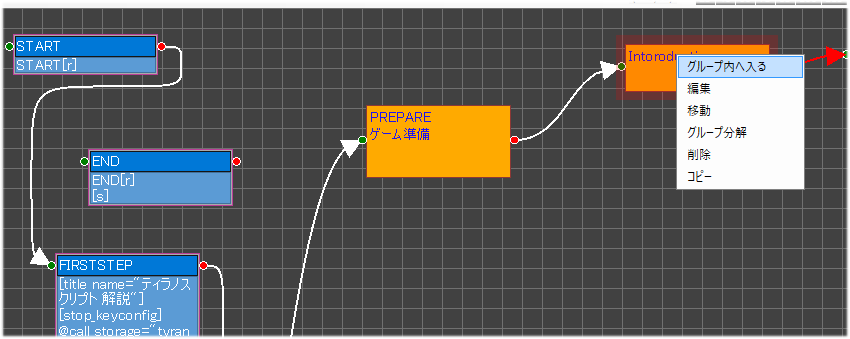 START
START[r]
END
END[r]
[s]
FIRSTSTEP
[title name="ティラノス
クリプト 解説"]
[stop_keyconfig]
@call storage="tyran
PREPARE
ゲーム準備
グループ内へ入る
編集
移動
グループ分解
削除
コピー